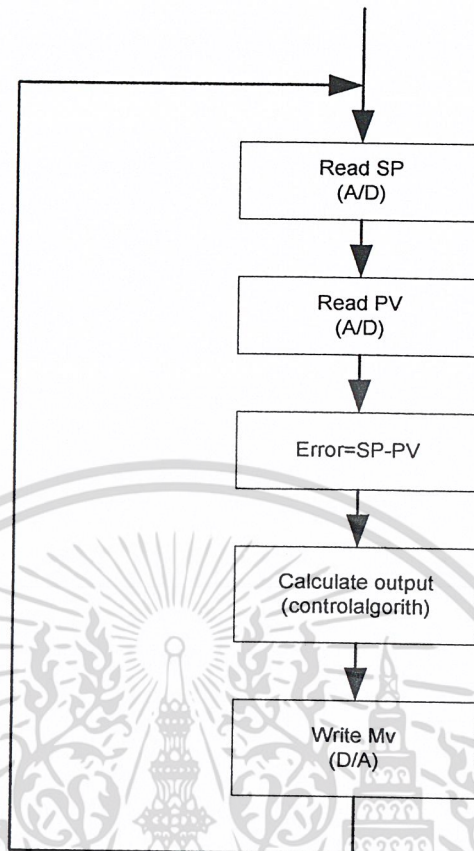 Read SP
(A/D)
Read PV
(A/D)
Error=SP-PV
Calculate output
(controlalgorith)
Write Mv
(D/A)